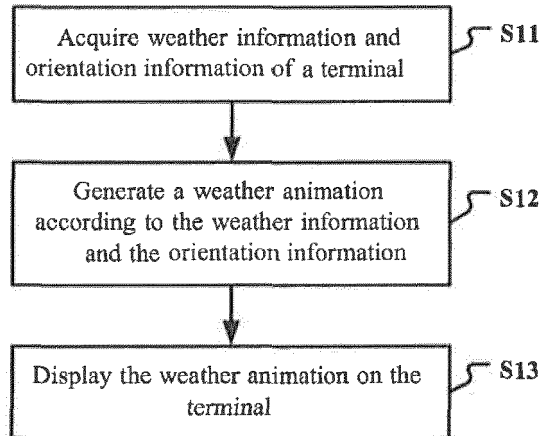 Acquire weather information and
orientation information of a terminal
S11
Generate a weather animation
according to the weather information
and the orientation information
S12
Display the weather animation on the
terminal
S13